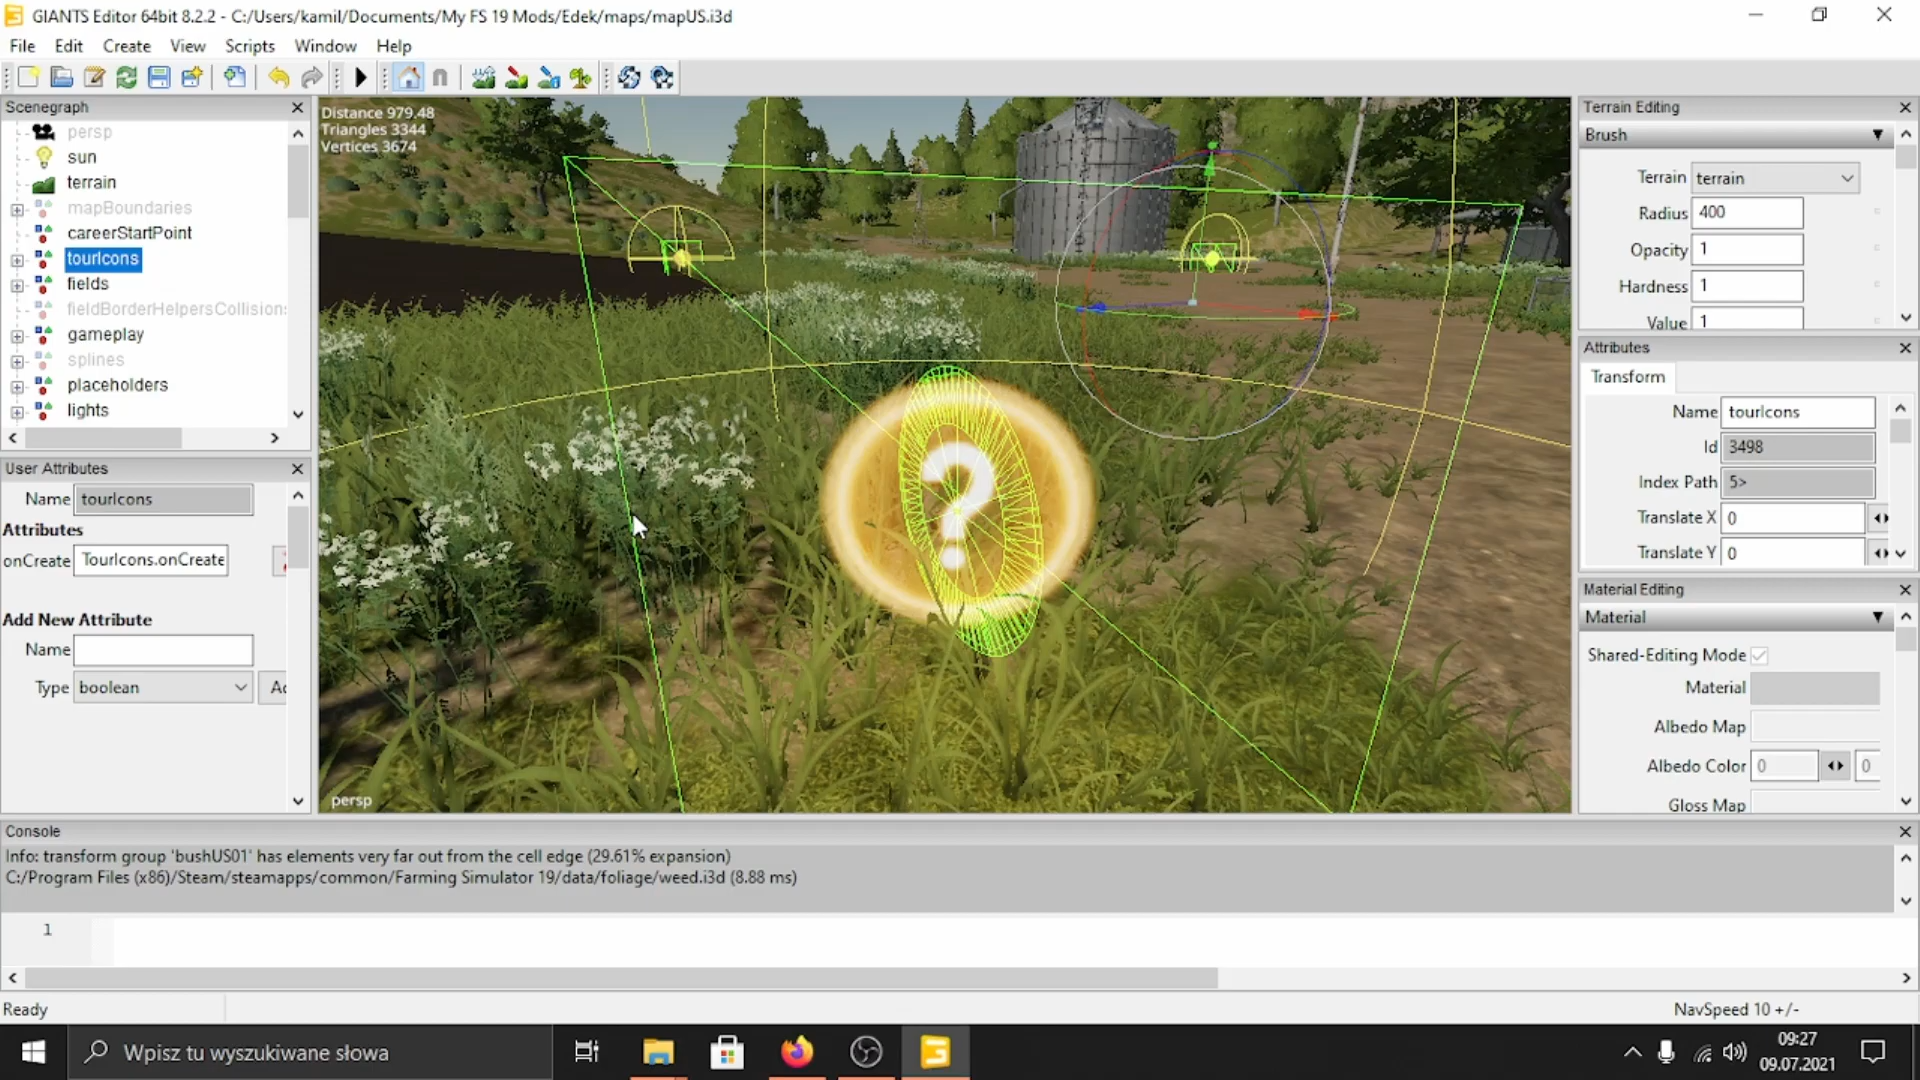 GIANTS Editor 64bit 8.2.2 - C:/Users/kamil/Documents/My FS 19 Mods/Edek/maps/mapUS.i3d
File Edit Create View Scripts Window Help
Scenegraph
persp
sun
terrain
mapBoundaries
careerStartPoint
tourIcons
fields
fieldBorderHelpersCollisions
gameplay
splines
placeholders
lights
User Attributes
Name tourIcons
Attributes
onCreate TourIcons.onCreate
Add New Attribute
Name
Type boolean Ac
Distance 979.48
Triangles 3344
Vertices 3674
?
persp
Terrain Editing
Brush
Terrain terrain
Radius 400
Opacity 1
Hardness 1
Value 1
Attributes
Transform
Name tourIcons
Id 3498
Index Path 5>
Translate X 0
Translate Y 0
Material Editing
Material
Shared-Editing Mode
Material
Albedo Map
Albedo Color 0 0
Gloss Map
Console
Info: transform group 'bushUS01' has elements very far out from the cell edge (29.61% expansion)
C:/Program Files (x86)/Steam/steamapps/common/Farming Simulator 19/data/foliage/weed.i3d (8.88 ms)
1
Ready
NavSpeed 10 +/-
Wpisz tu wyszukiwane słowa
09:27
09.07.2021